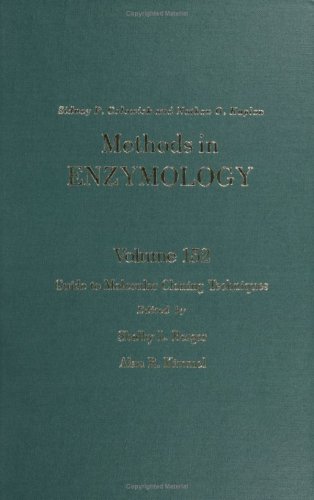 Sidney P. Colowick and Nathan O. Kaplan
Methods in
ENZYMOLOGY
Volume 152
Guide to Molecular Cloning Techniques
Edited by
Shelby L. Berger
Alan R. Kimmel